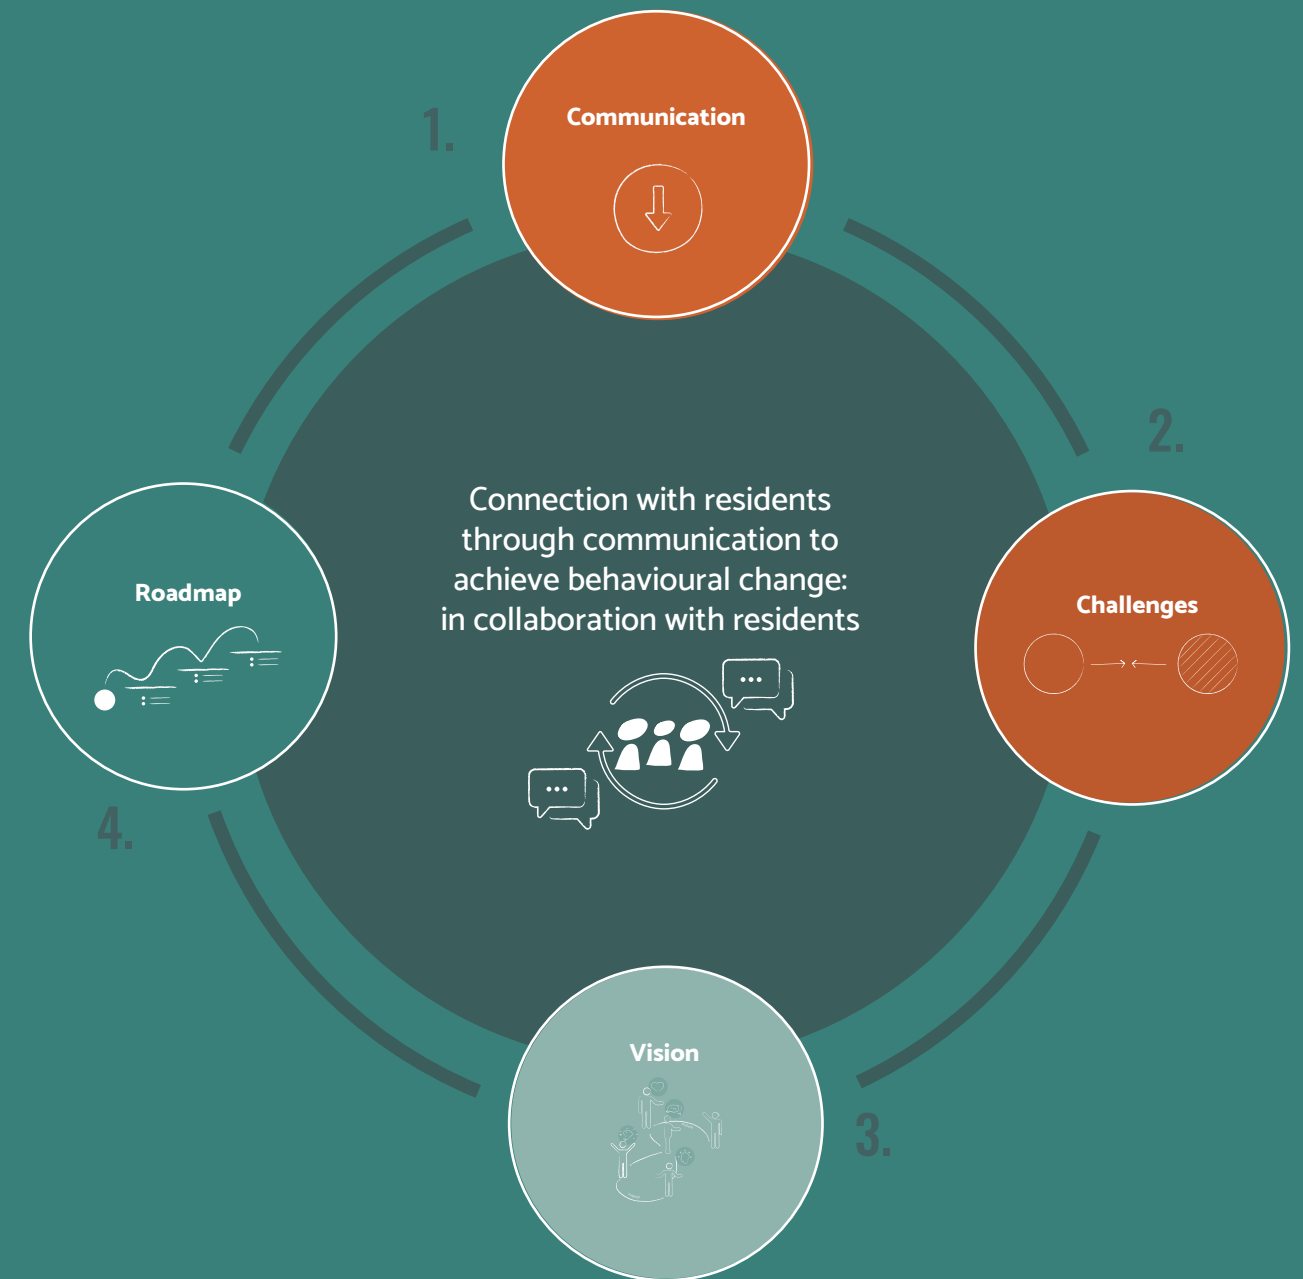 1.
Communication
2.
Challenges
Connection with residents
through communication to
achieve behavioural change:
in collaboration with residents
Roadmap
4.
Vision
3.